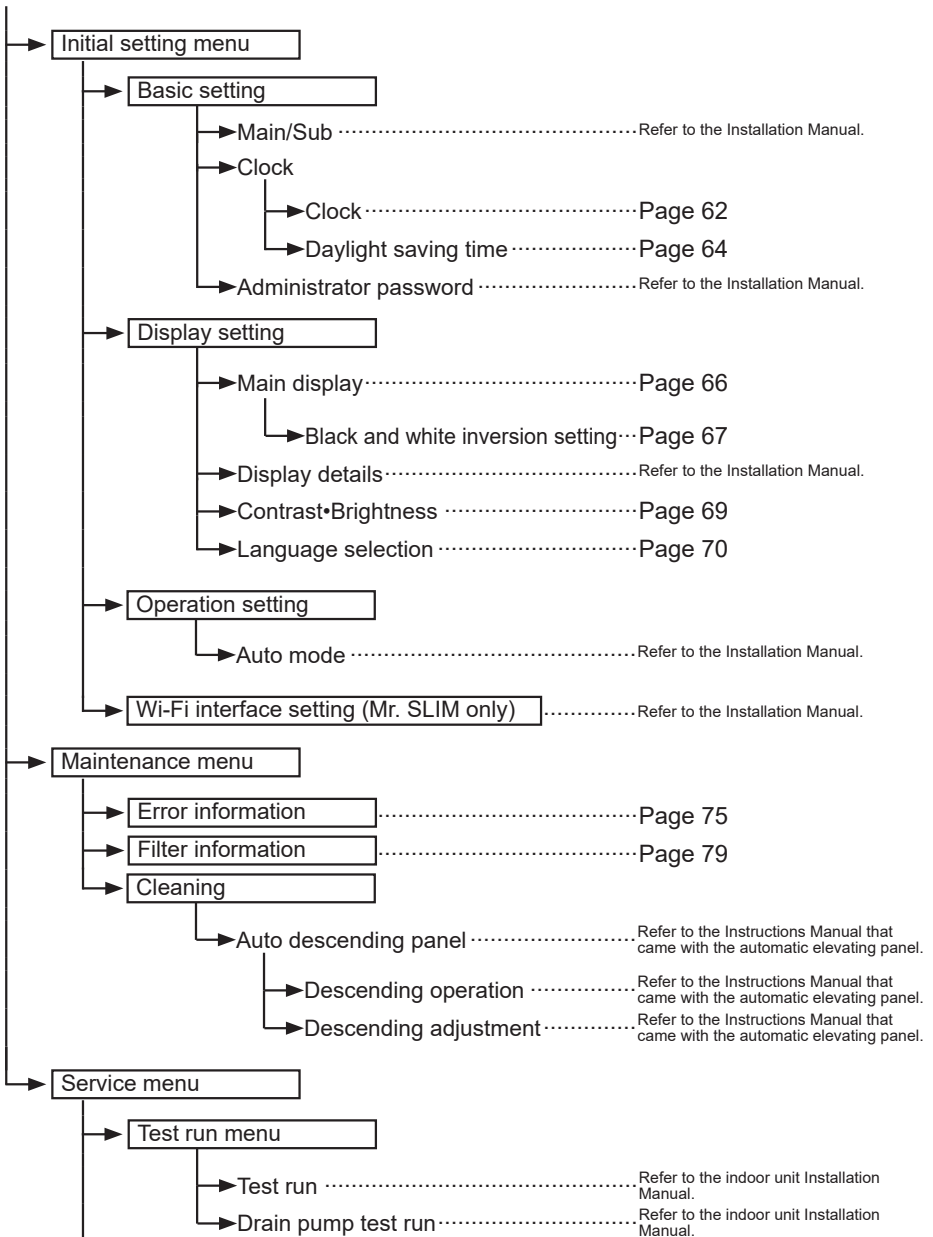 Initial setting menu
Basic setting
Main/Sub ········ Refer to the Installation Manual.
Clock
Clock ········ Page 62
Daylight saving time ········ Page 64
Administrator password ········ Refer to the Installation Manual.
Display setting
Main display ········ Page 66
Black and white inversion setting ··· Page 67
Display details ········ Refer to the Installation Manual.
Contrast•Brightness ········ Page 69
Language selection ········ Page 70
Operation setting
Auto mode ········ Refer to the Installation Manual.
Wi-Fi interface setting (Mr. SLIM only) ········ Refer to the Installation Manual.
Maintenance menu
Error information ········ Page 75
Filter information ········ Page 79
Cleaning
Auto descending panel ········ Refer to the Instructions Manual that
came with the automatic elevating panel.
Descending operation ········ Refer to the Instructions Manual that
came with the automatic elevating panel.
Descending adjustment ········ Refer to the Instructions Manual that
came with the automatic elevating panel.
Service menu
Test run menu
Test run ········ Refer to the indoor unit Installation
Manual.
Drain pump test run ········ Refer to the indoor unit Installation
Manual.